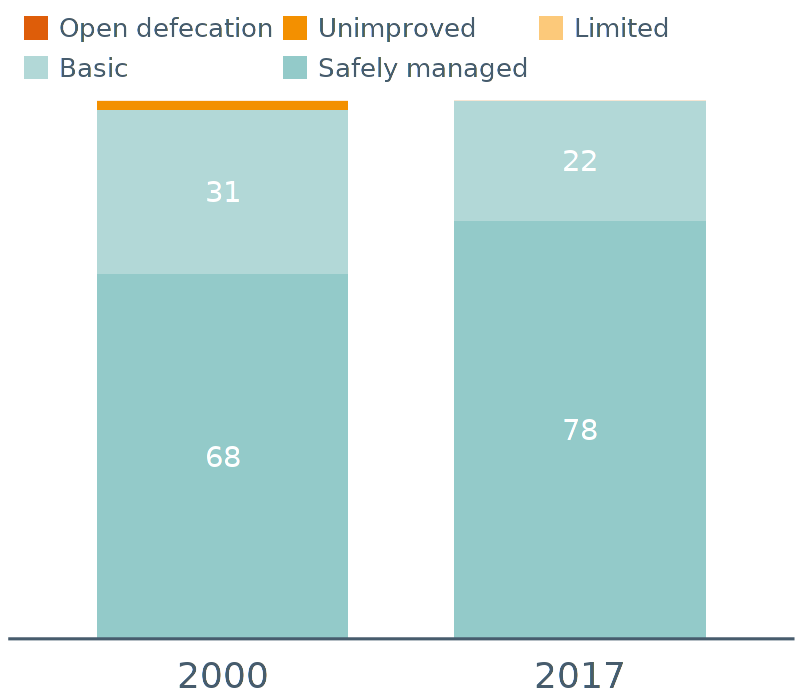 Open defecation Unimproved Limited
Basic Safely managed
31 22
68 78
2000 2017